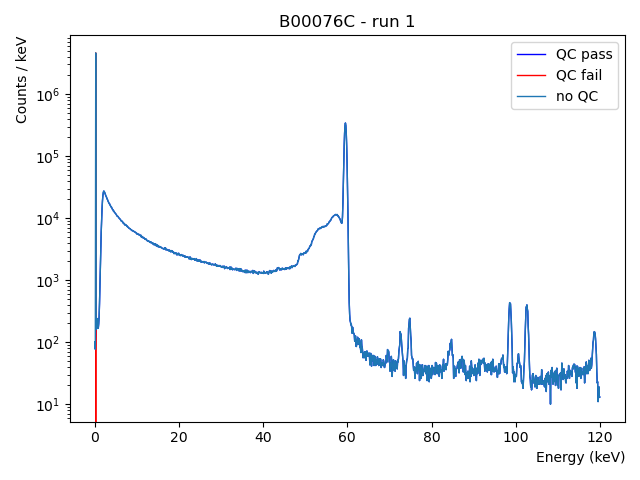 B00076C - run 1
Counts / keV
QC pass
QC fail
no QC
10⁶
10⁵
10⁴
10³
10²
10¹
0 20 40 60 80 100 120
Energy (keV)